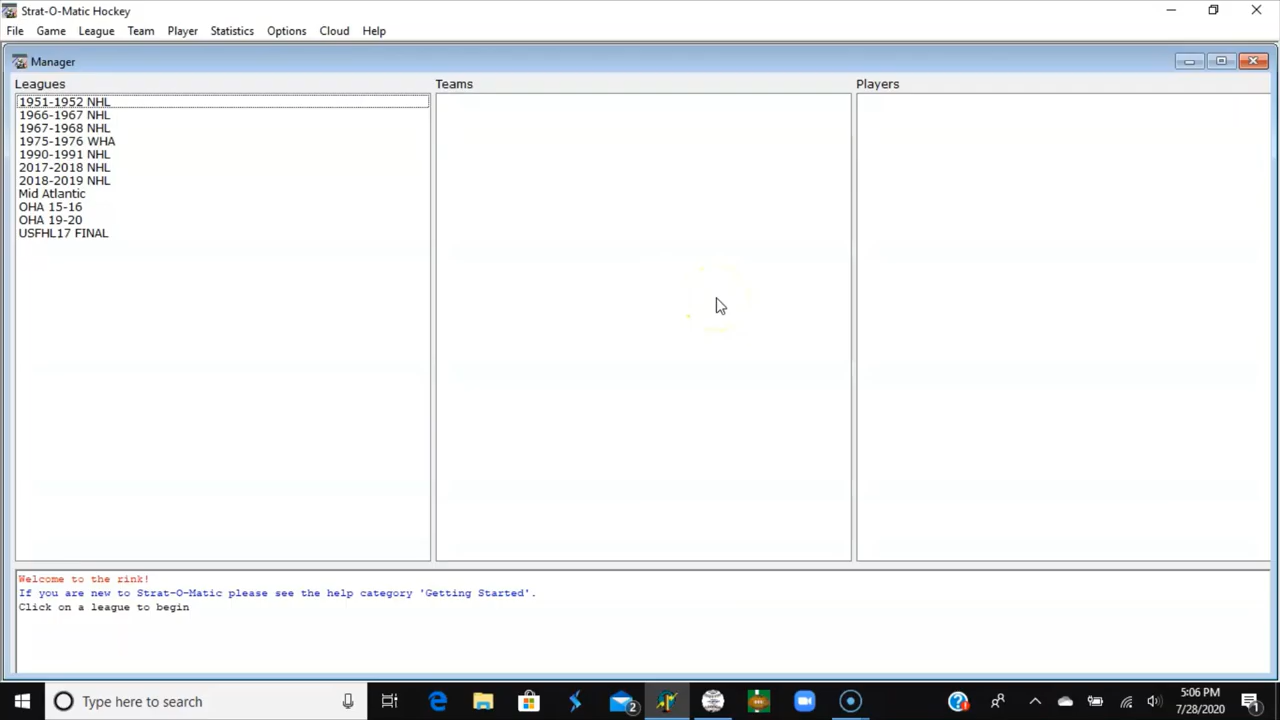 Strat-O-Matic Hockey
File Game League Team Player Statistics Options Cloud Help
Manager
Leagues Teams Players
1951-1952 NHL
1966-1967 NHL
1967-1968 NHL
1975-1976 WHA
1990-1991 NHL
2017-2018 NHL
2018-2019 NHL
Mid Atlantic
OHA 15-16
OHA 19-20
USFHL17 FINAL
Welcome to the rink!
If you are new to Strat-O-Matic please see the help category 'Getting Started'.
Click on a league to begin
Type here to search
2
5:06 PM
7/28/2020
1